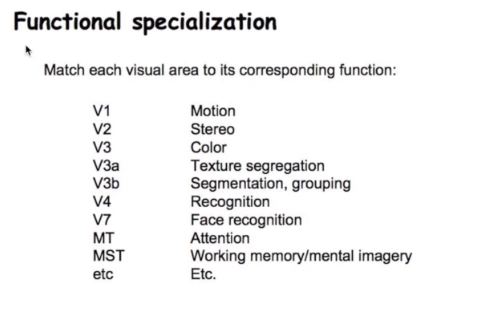 Functional specialization
Match each visual area to its corresponding function:
V1 Motion
V2 Stereo
V3 Color
V3a Texture segregation
V3b Segmentation, grouping
V4 Recognition
V7 Face recognition
MT Attention
MST Working memory/mental imagery
etc Etc.